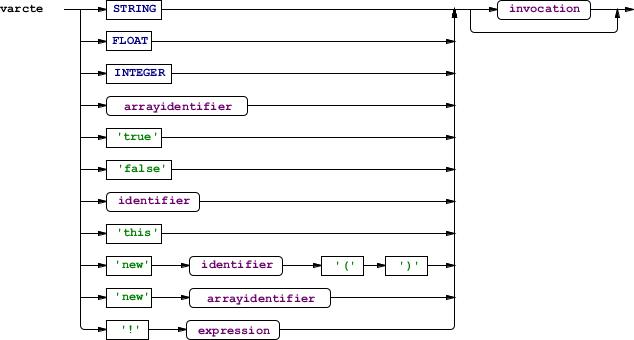 varcte STRING invocation
FLOAT
INTEGER
arrayidentifier
'true'
'false'
identifier
'this'
'new' identifier '(' ')'
'new' arrayidentifier
'!' expression